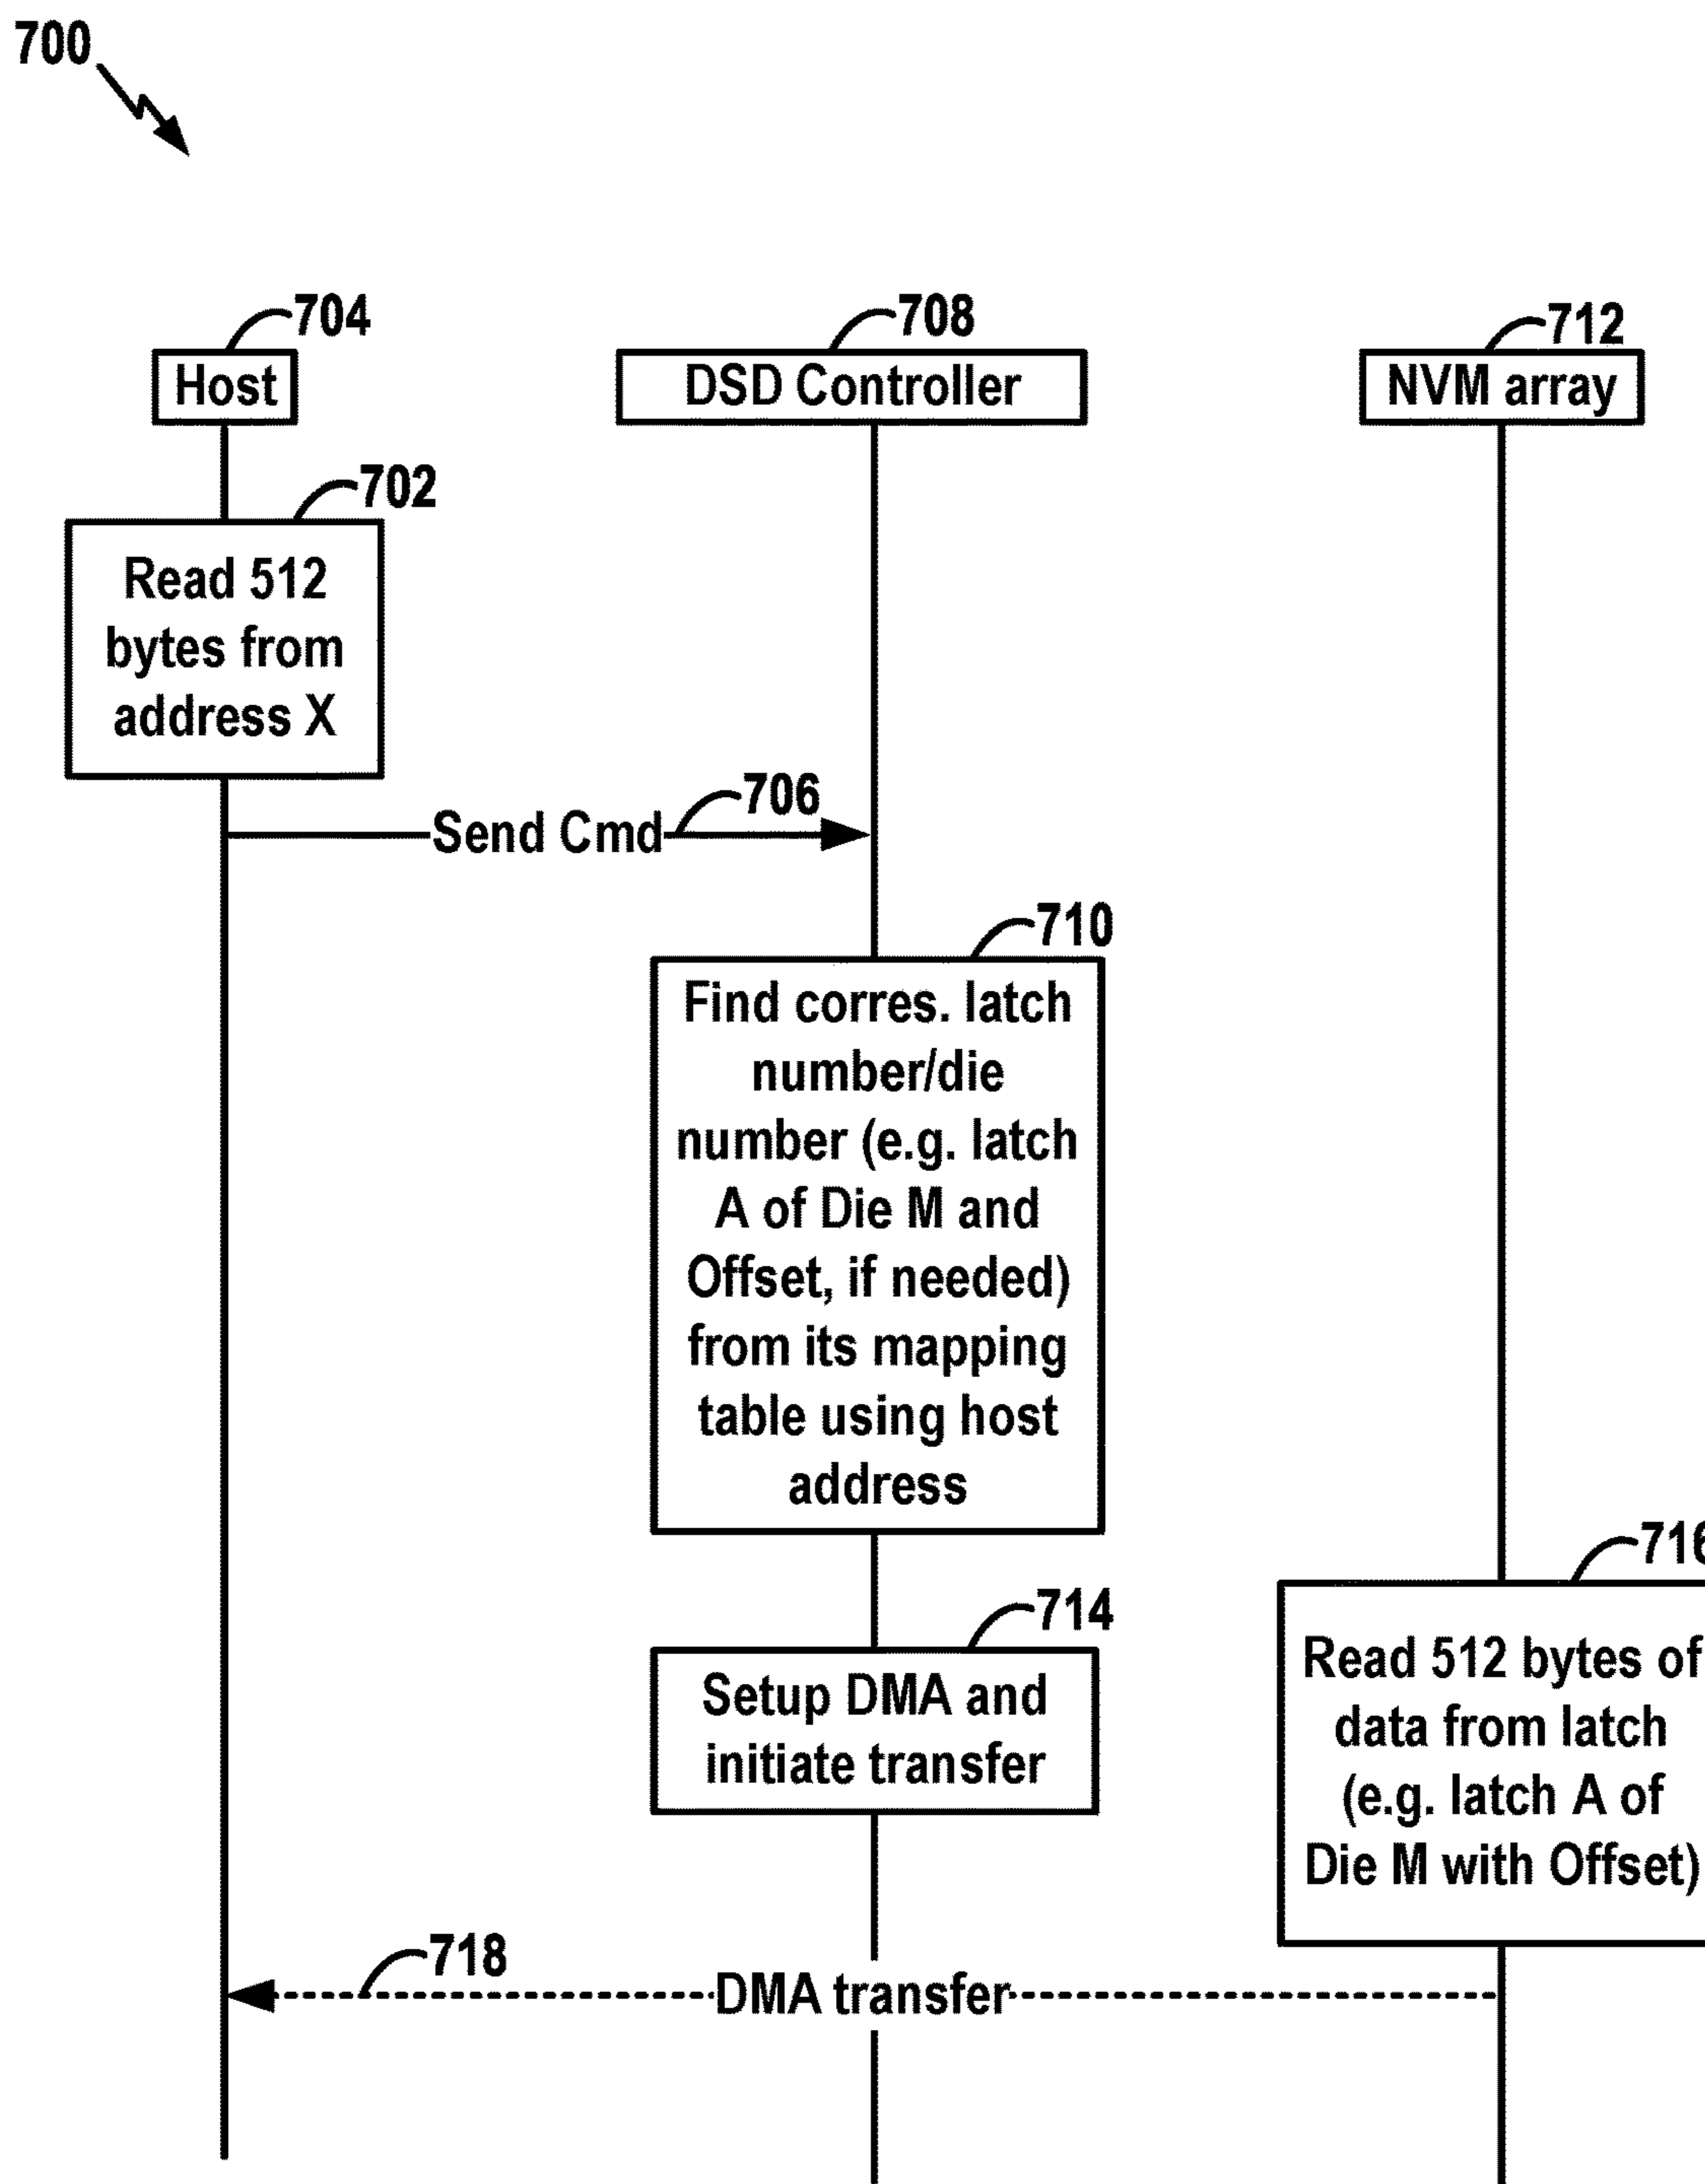 700
704
708
712
Host
DSD Controller
NVM array
702
Read 512
bytes from
address X
706
Send Cmd
710
Find corres. latch
number/die
number (e.g. latch
A of Die M and
Offset, if needed)
from its mapping
table using host
address
716
714
Setup DMA and
initiate transfer
Read 512 bytes of
data from latch
(e.g. latch A of
Die M with Offset)
718
DMA transfer